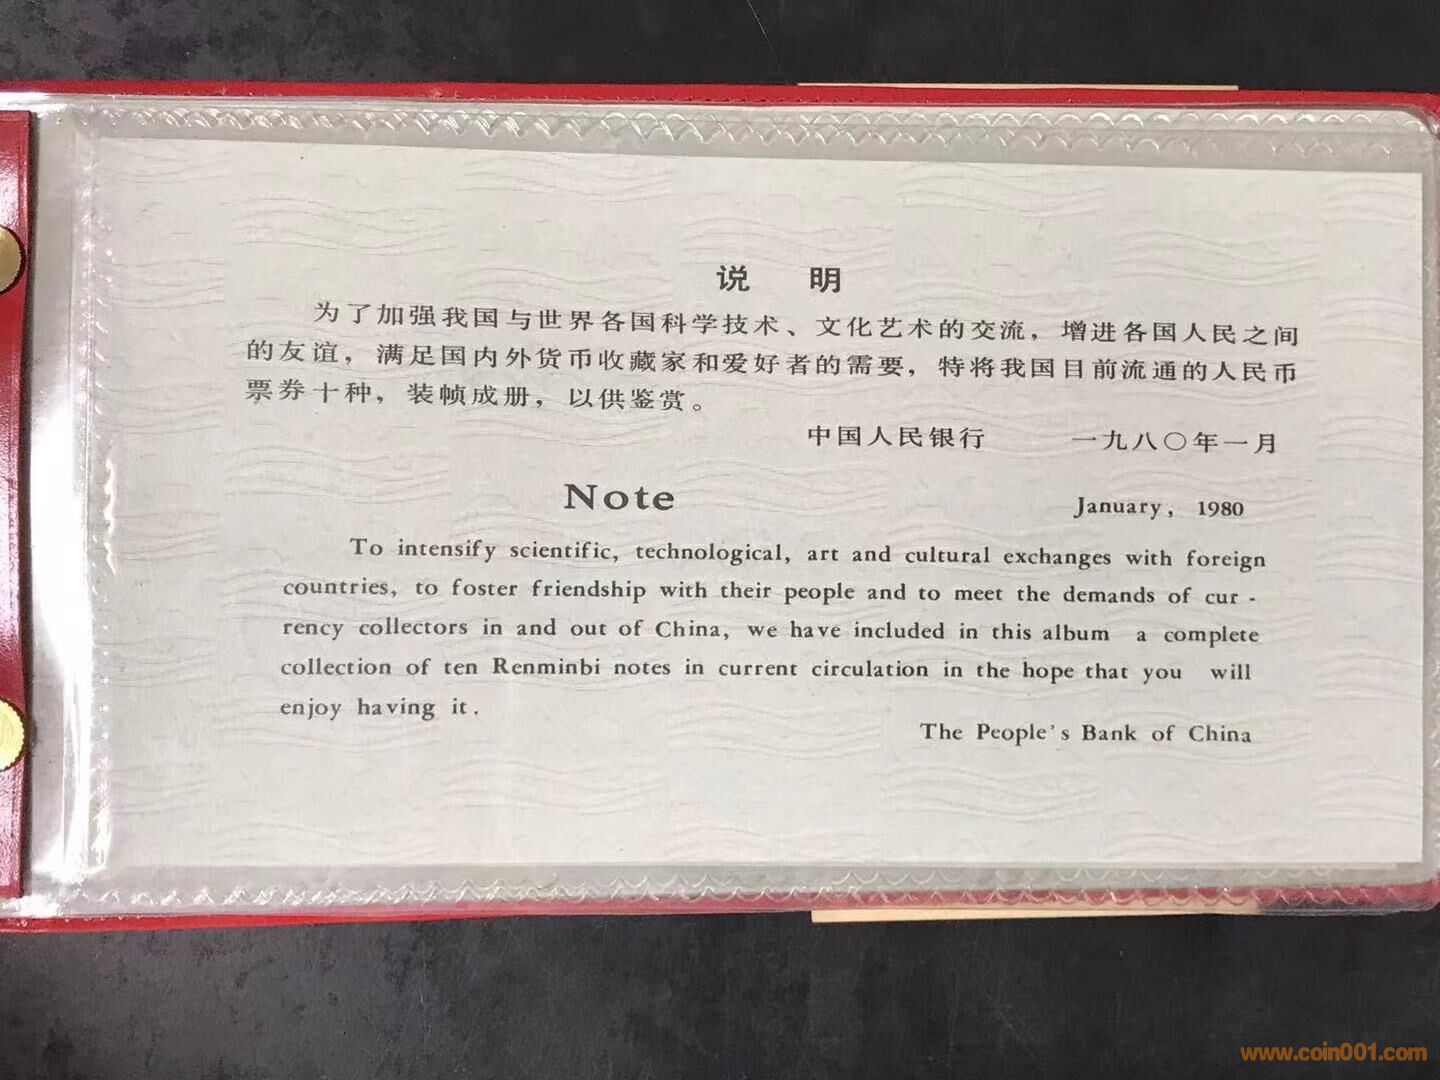 说 明
为了加强我国与世界各国科学技术、文化艺术的交流，增进各国人民之间
的友谊，满足国内外货币收藏家和爱好者的需要，特将我国目前流通的人民币
票券十种，装帧成册，以供鉴赏。
中国人民银行 一九八〇年一月
Note
January, 1980
To intensify scientific, technological, art and cultural exchanges with foreign
countries, to foster friendship with their people and to meet the demands of cur-
rency collectors in and out of China, we have included in this album a complete
collection of ten Renminbi notes in current circulation in the hope that you will
enjoy having it.
The People's Bank of China
www.coin001.com